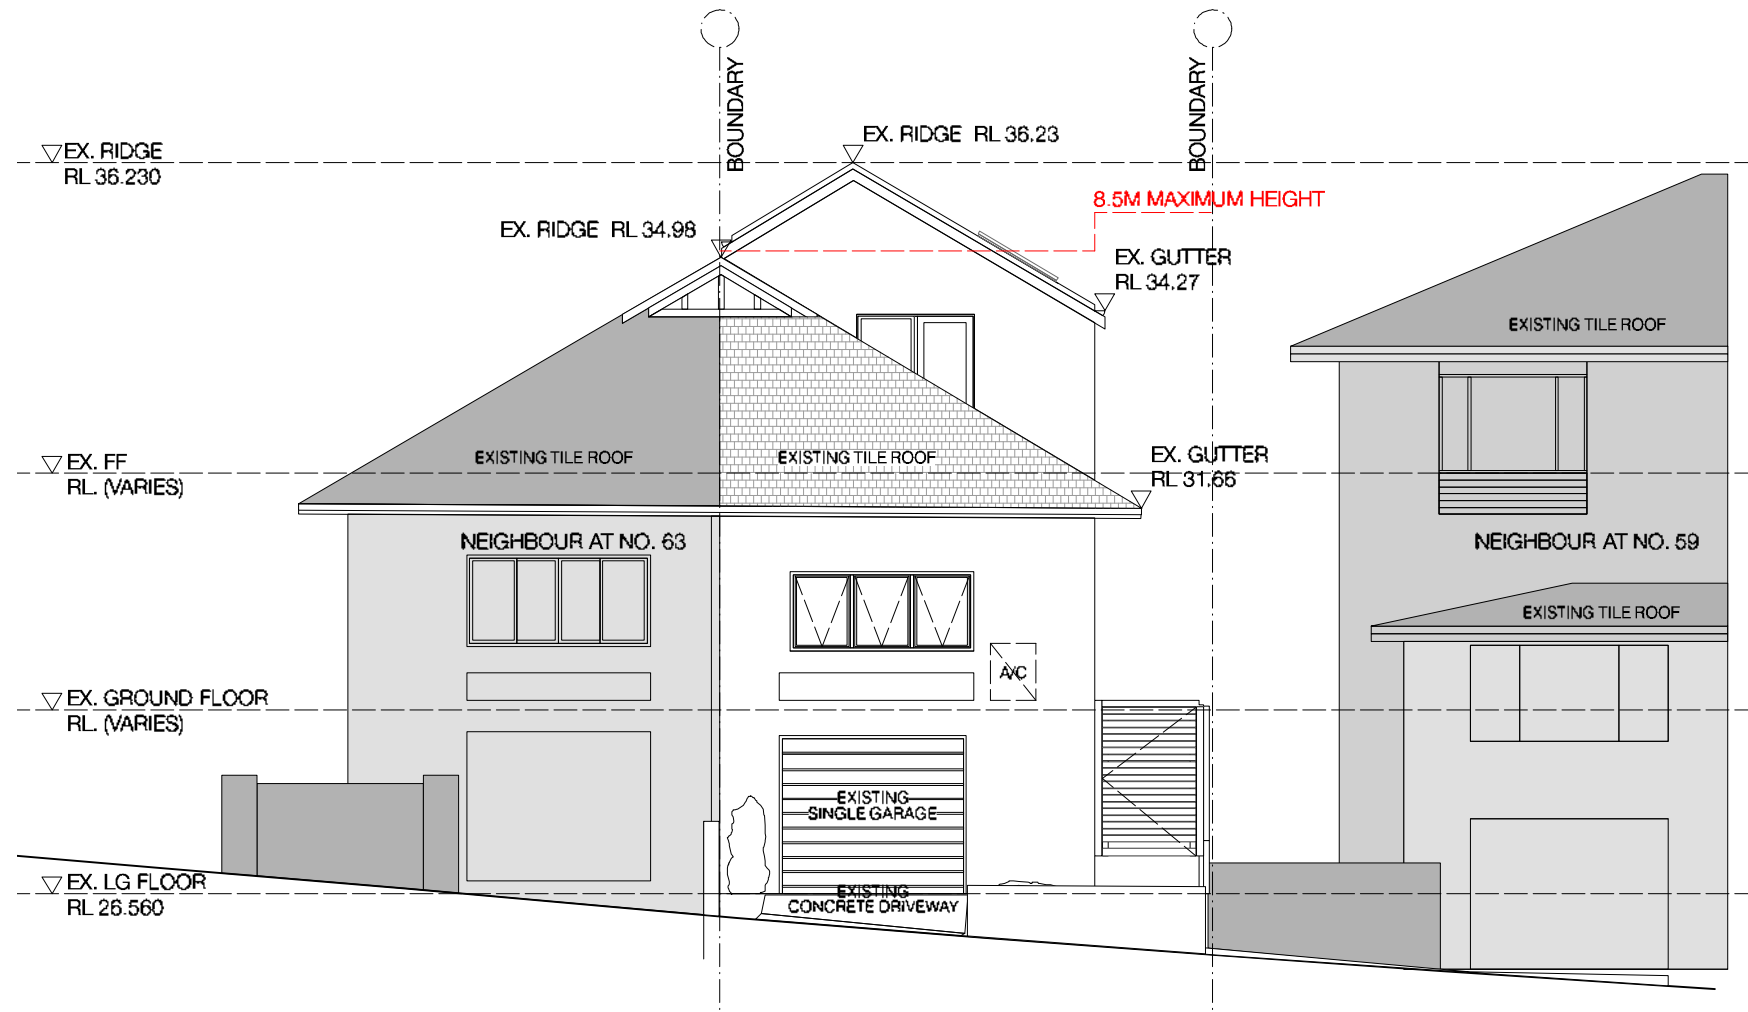 BOUNDARY
BOUNDARY
EX. RIDGE RL 36.23
EX. RIDGE
RL 36.230
8.5M MAXIMUM HEIGHT
EX. RIDGE RL 34.98
EX. GUTTER
RL 34.27
EXISTING TILE ROOF
EX. FF
RL. (VARIES)
EXISTING TILE ROOF
EXISTING TILE ROOF
EX. GUTTER
RL 31.66
NEIGHBOUR AT NO. 63
NEIGHBOUR AT NO. 59
EXISTING TILE ROOF
A/C
EX. GROUND FLOOR
RL. (VARIES)
EXISTING
SINGLE GARAGE
EX. LG FLOOR
RL 26.560
EXISTING
CONCRETE DRIVEWAY